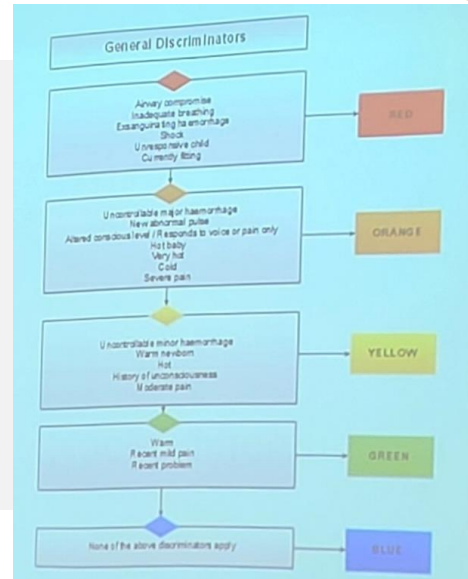 General Discriminators
Airway compromise
Inadequate breathing
Exsanguinating haemorrhage
Shock
Unresponsive child
Currently fitting
RED
Uncontrollable major haemorrhage
New abnormal pulse
Altered conscious level / Responds to voice or pain only
Hot baby
Very hot
Cold
Severe pain
ORANGE
Uncontrollable minor haemorrhage
Warm newborn
Hot
History of unconsciousness
Moderate pain
YELLOW
Warm
Recent mild pain
Recent problem
GREEN
None of the above discriminators apply
BLUE